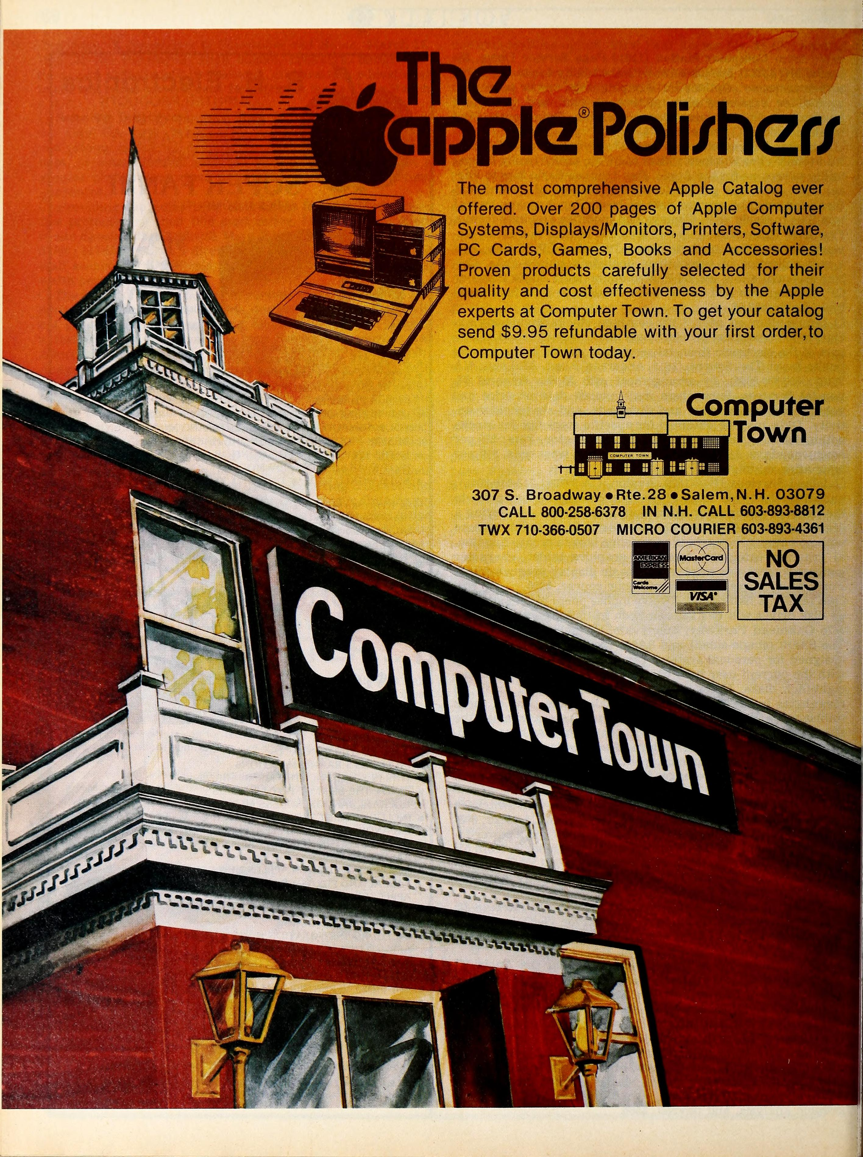 The
apple® Polishers
The most comprehensive Apple Catalog ever
offered. Over 200 pages of Apple Computer
Systems, Displays/Monitors, Printers, Software,
PC Cards, Games, Books and Accessories!
Proven products carefully selected for their
quality and cost effectiveness by the Apple
experts at Computer Town. To get your catalog
send $9.95 refundable with your first order, to
Computer Town today.
Computer
Town
COMPUTER TOWN
307 S. Broadway • Rte. 28 • Salem, N.H. 03079
CALL 800-258-6378 IN N.H. CALL 603-893-8812
TWX 710-366-0507 MICRO COURIER 603-893-4361
AMERICAN
EXPRESS
Cards
Welcome
MasterCard
VISA®
NO
SALES
TAX
Computer Town